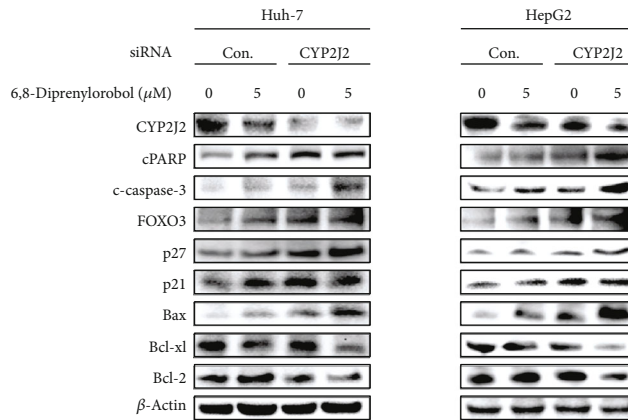 Huh-7 HepG2
siRNA Con. CYP2J2 Con. CYP2J2
6,8-Diprenylorobol (μM) 0 5 0 5 0 5 0 5
CYP2J2
cPARP
c-caspase-3
FOXO3
p27
p21
Bax
Bcl-xl
Bcl-2
β-Actin